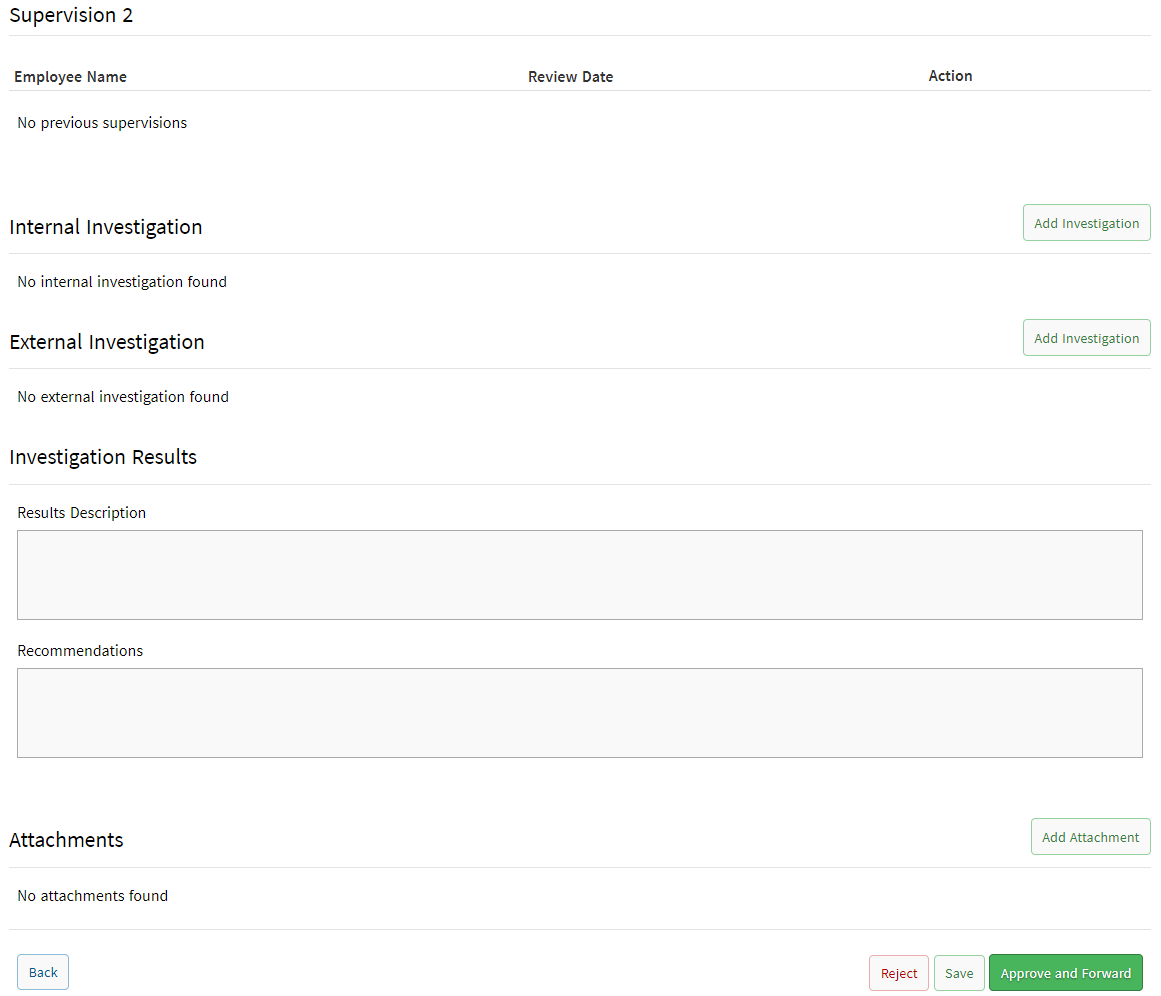 Supervision 2
Employee Name Review Date Action
No previous supervisions
Internal Investigation Add Investigation
No internal investigation found
External Investigation Add Investigation
No external investigation found
Investigation Results
Results Description
Recommendations
Attachments Add Attachment
No attachments found
Back Reject Save Approve and Forward